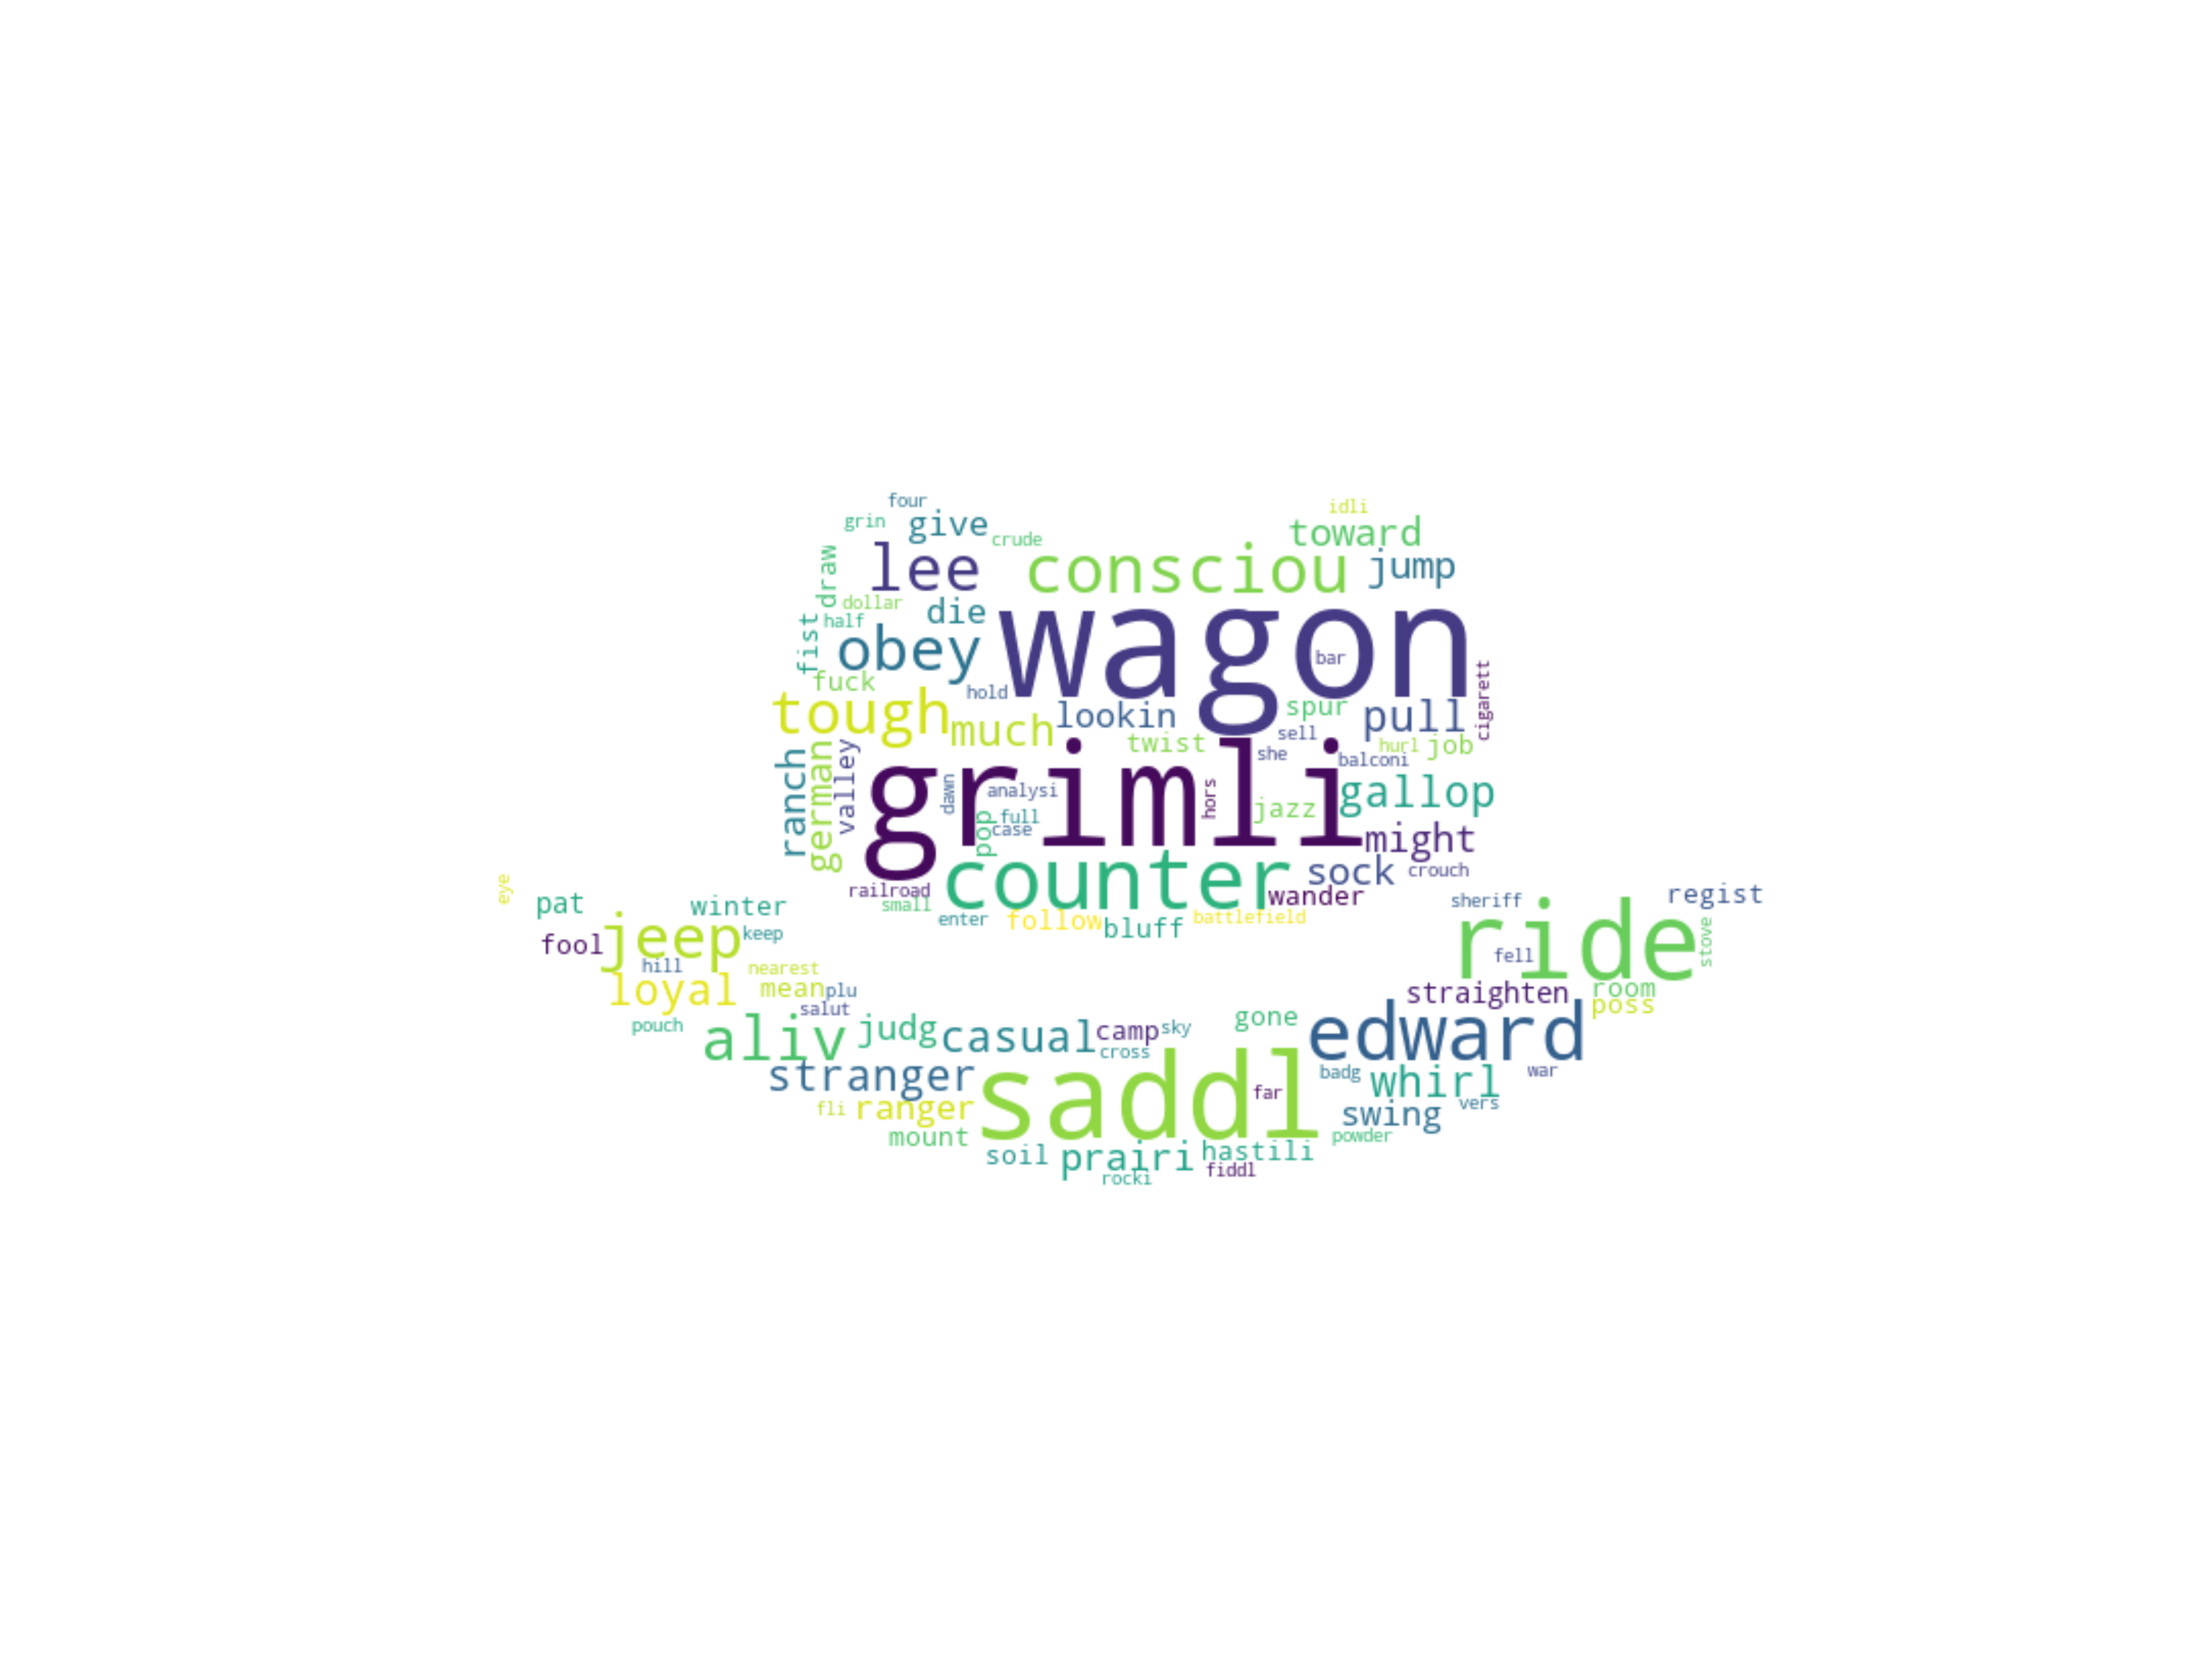 four
idli
grin
give
toward
crude
lee
consciou
jump
draw
dollar
die
half
wagon
fist
obey
bar
fuck
hold
cigarett
tough
much
lookin
spur
pull
sell
twist
she
hurl
job
balconi
ranch
german
valley
grimli
dawn
analysi
hors
gallop
jazz
full
pop
case
might
counter
sock
crouch
railroad
wander
small
enter
follow
bluff
battlefield
eye
pat
winter
sheriff
regist
fool
jeep
keep
ride
stove
hill
fell
nearest
loyal
mean
plu
straighten
room
salut
poss
pouch
aliv
judg
casual
camp
sky
gone
edward
cross
stranger
saddl
far
badg
whirl
war
fli
ranger
swing
vers
mount
powder
soil
prairi
hastili
rocki
fiddl